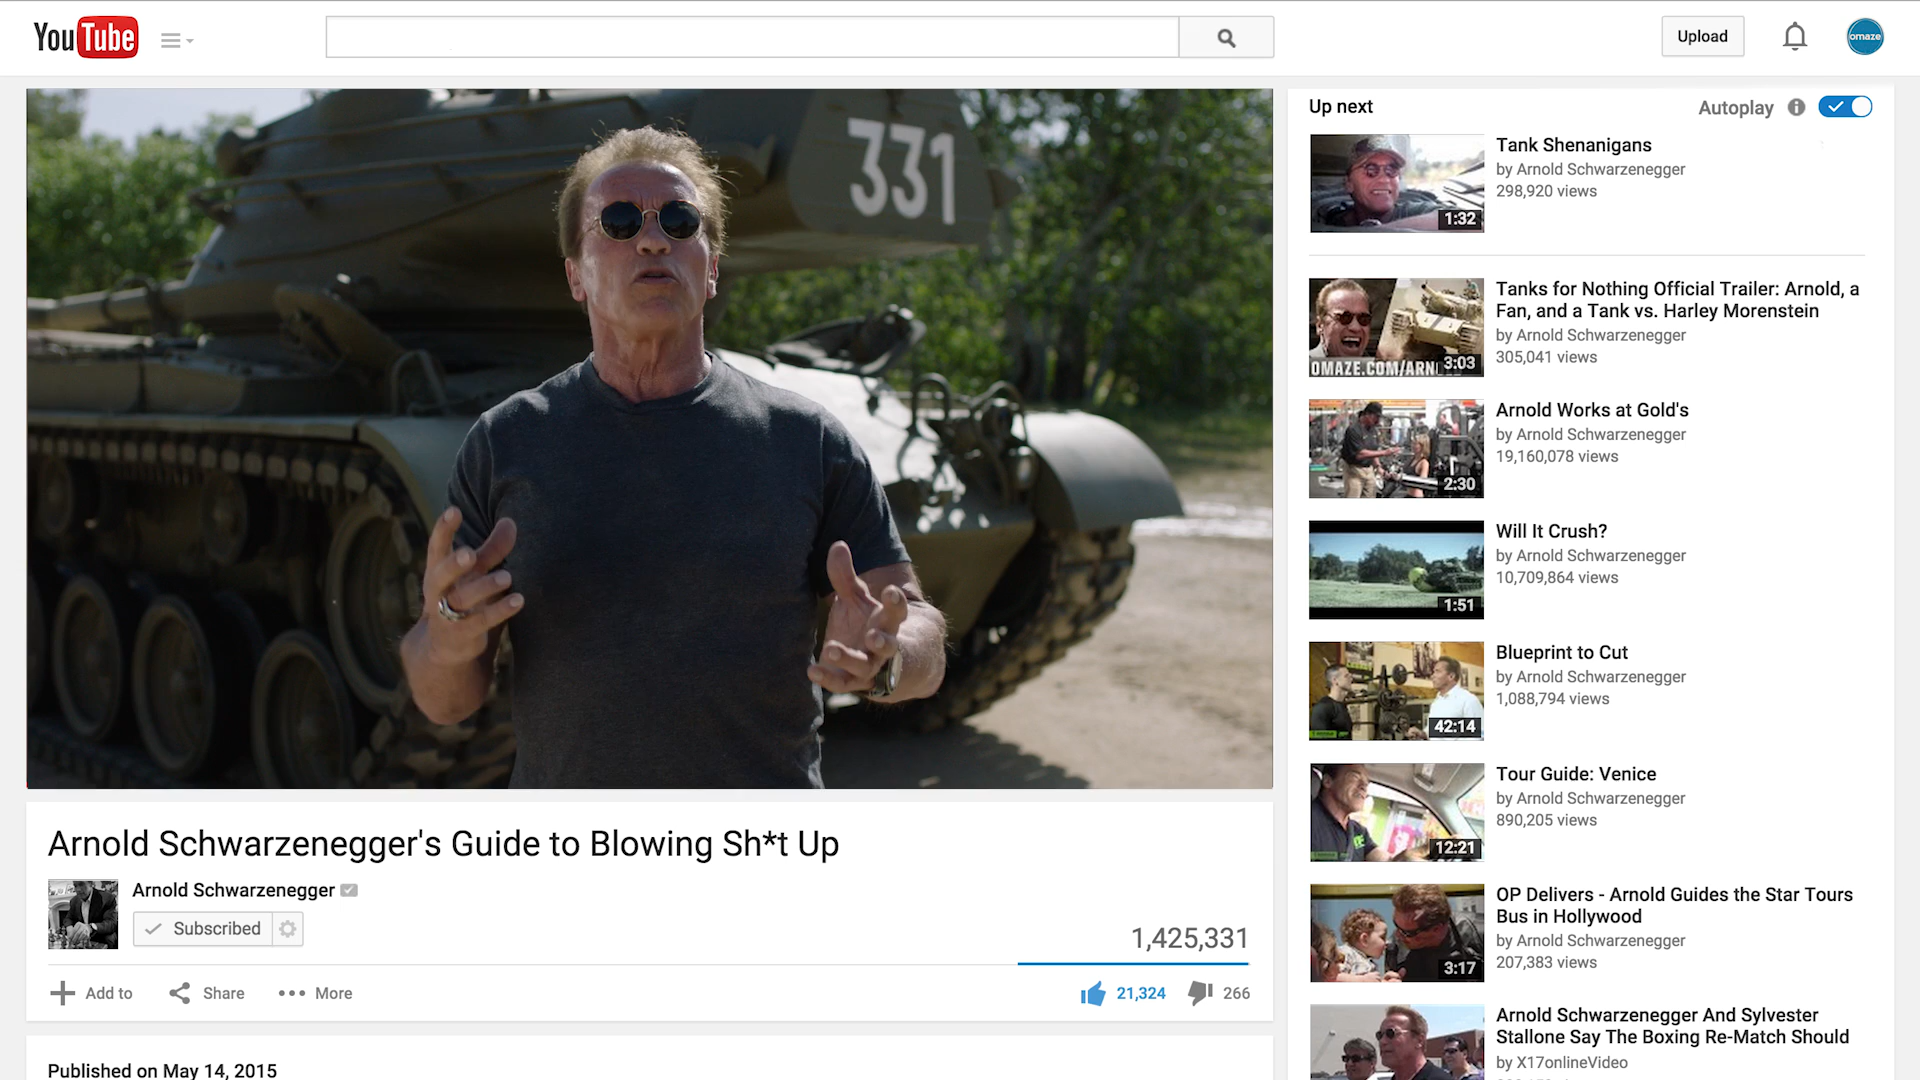 YouTube
Upload
omaze
331
Up next
Autoplay
Tank Shenanigans
by Arnold Schwarzenegger
298,920 views
1:32
Tanks for Nothing Official Trailer: Arnold, a
Fan, and a Tank vs. Harley Morenstein
by Arnold Schwarzenegger
305,041 views
3:03
OMAZE.COM/ARN
Arnold Works at Gold's
by Arnold Schwarzenegger
19,160,078 views
2:30
Will It Crush?
by Arnold Schwarzenegger
10,709,864 views
1:51
Blueprint to Cut
by Arnold Schwarzenegger
1,088,794 views
42:14
Tour Guide: Venice
by Arnold Schwarzenegger
890,205 views
12:21
OP Delivers - Arnold Guides the Star Tours
Bus in Hollywood
by Arnold Schwarzenegger
207,383 views
3:17
Arnold Schwarzenegger And Sylvester
Stallone Say The Boxing Re-Match Should
by X17onlineVideo
Arnold Schwarzenegger's Guide to Blowing Sh*t Up
Arnold Schwarzenegger
Subscribed
1,425,331
Add to
Share
More
21,324
266
Published on May 14, 2015